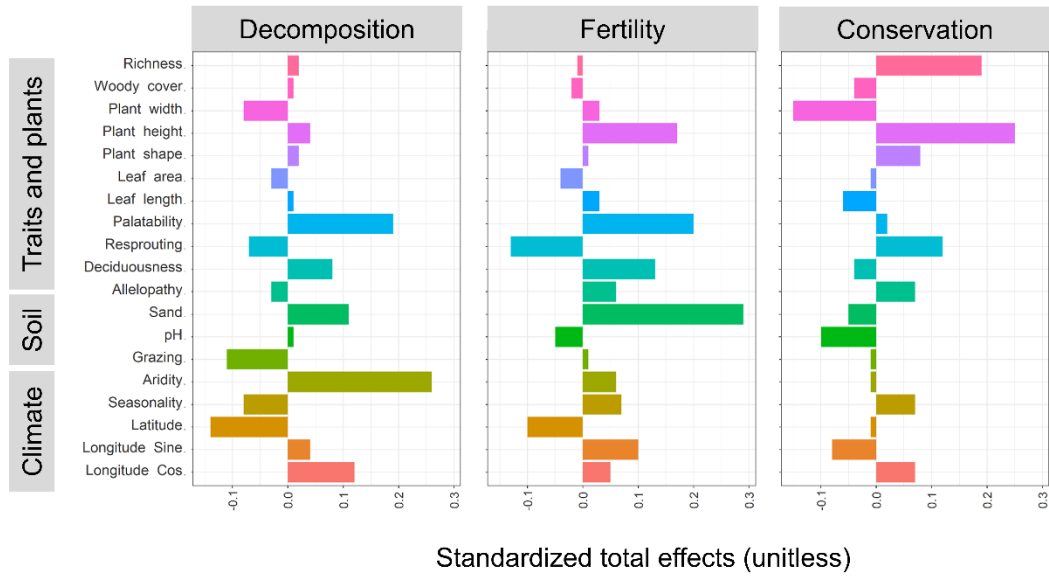 Decomposition
Fertility
Conservation
Traits and plants
Soil
Climate
Richness.
Woody cover.
Plant width.
Plant height.
Plant shape.
Leaf area.
Leaf length.
Palatability.
Resprouting.
Deciduousness.
Allelopathy.
Sand.
pH.
Grazing.
Aridity.
Seasonality.
Latitude.
Longitude Sine.
Longitude Cos.
-0.1 0.0 0.1 0.2 0.3
-0.1 0.0 0.1 0.2 0.3
-0.1 0.0 0.1 0.2 0.3
Standardized total effects (unitless)